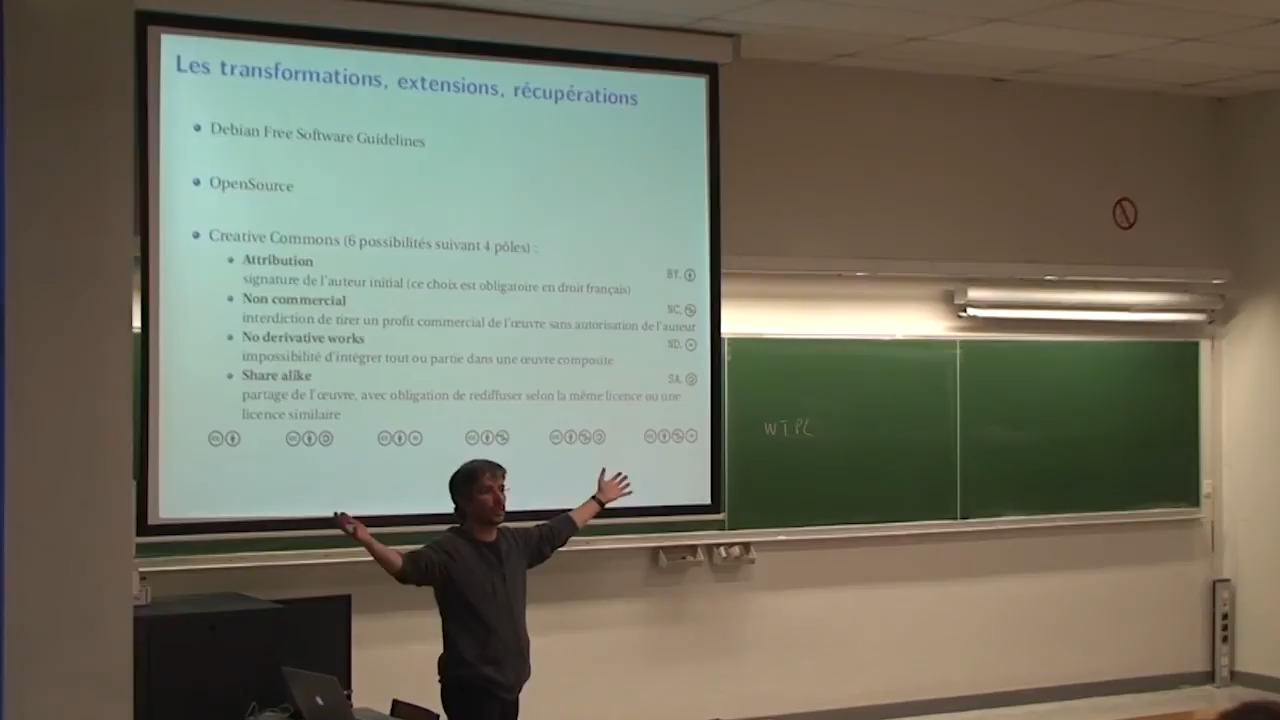 Les transformations, extensions, récupérations
Debian Free Software Guidelines
OpenSource
Creative Commons (6 possibilités suivant 4 pôles) :
Attribution
BY,
signature de l'auteur initial (ce choix est obligatoire en droit français)
Non commercial
NC,
interdiction de tirer un profit commercial de l'œuvre sans autorisation de l'auteur
No derivative works
ND,
impossibilité d'intégrer tout ou partie dans une œuvre composite
Share alike
SA,
partage de l'œuvre, avec obligation de rediffuser selon la même licence ou une
licence similaire